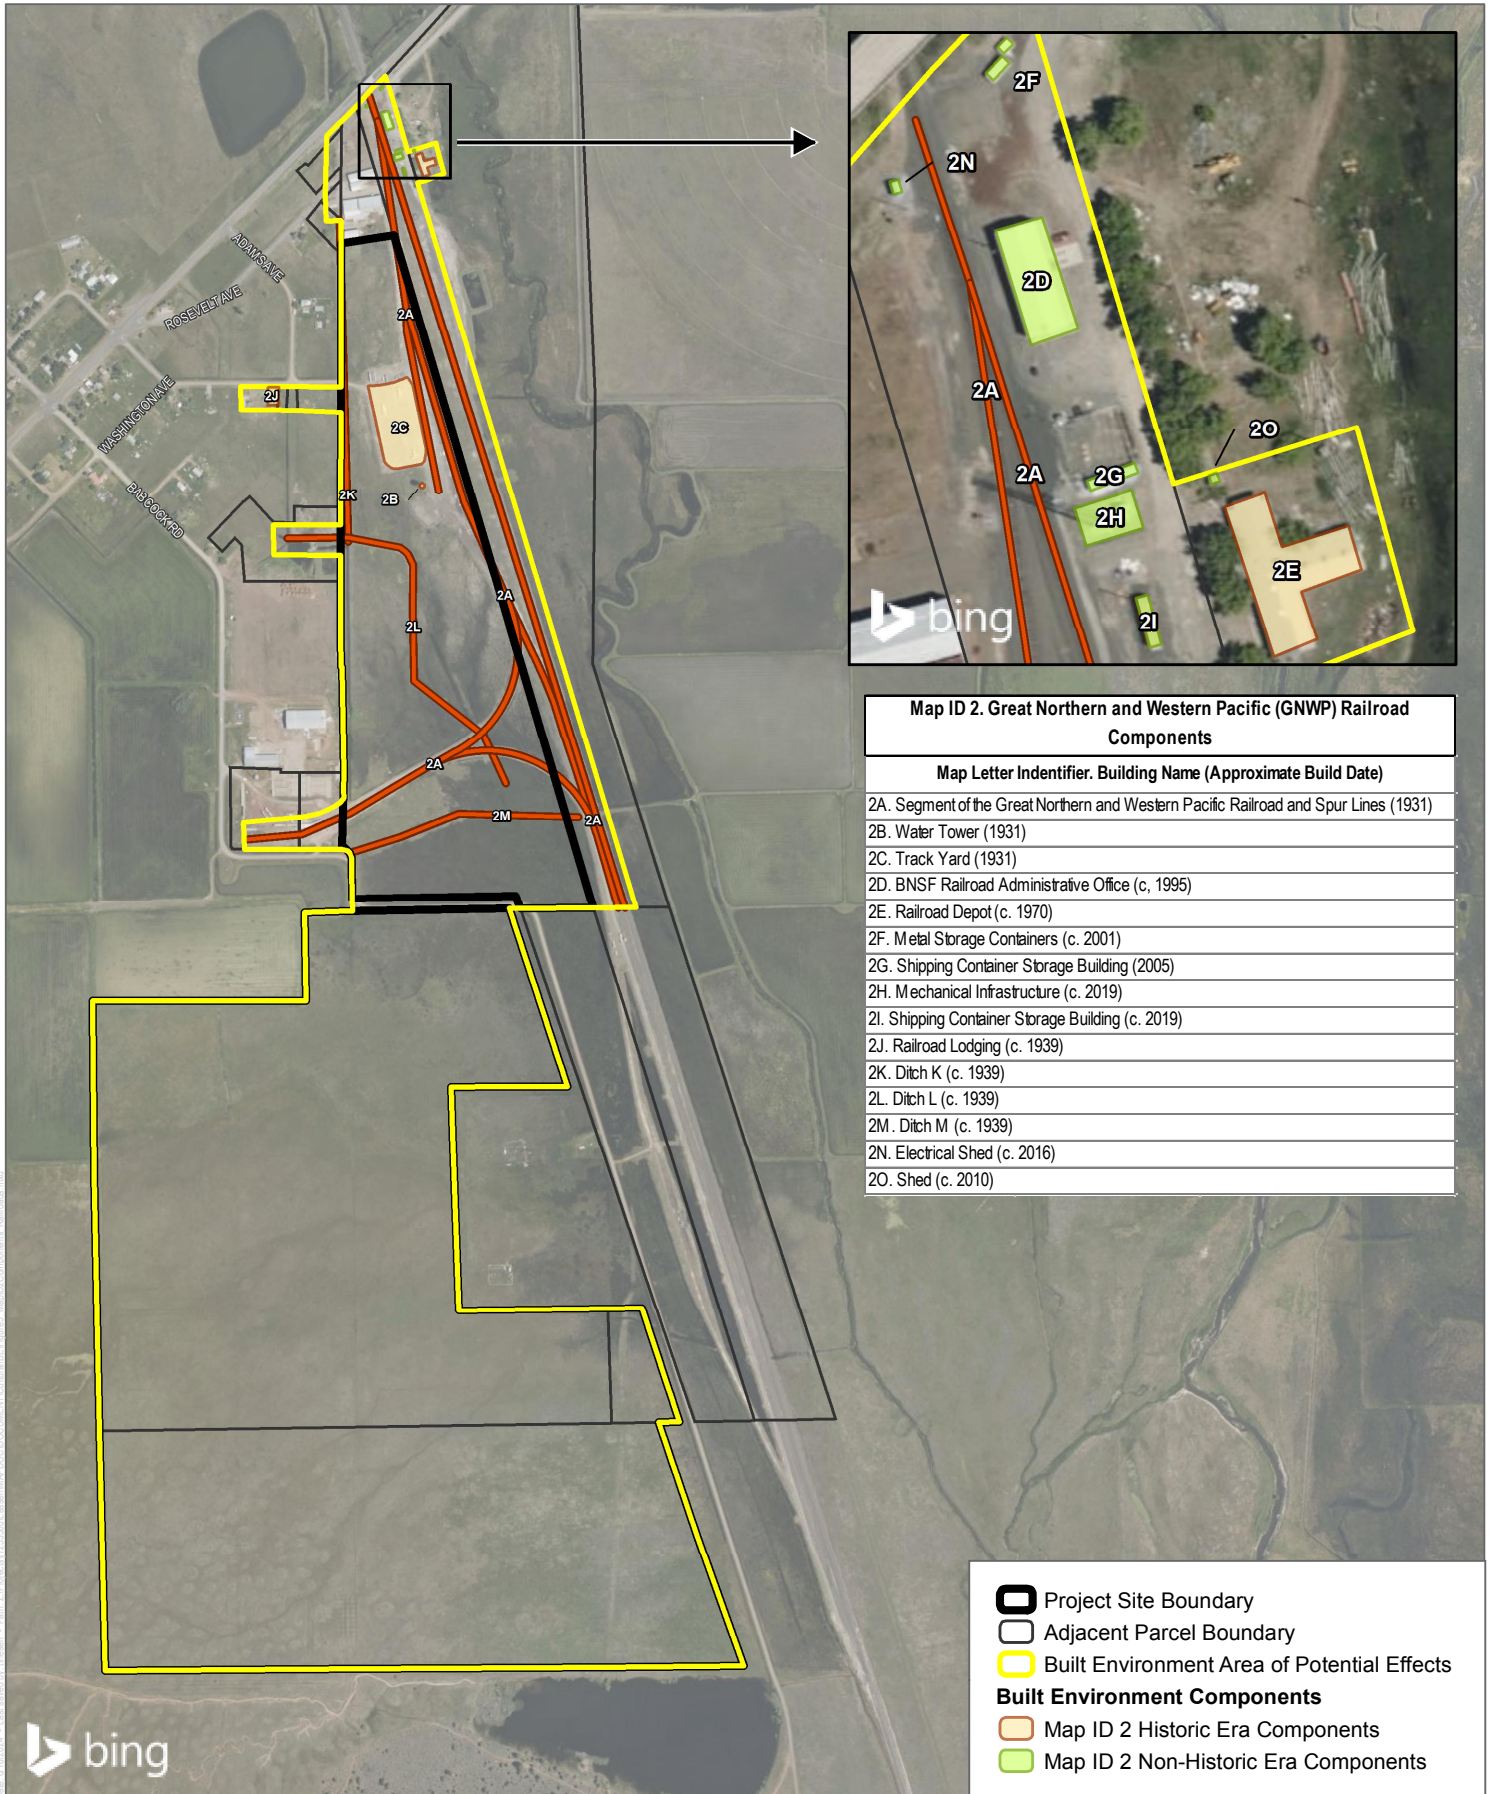 2F
2N
2D
2A
2O
2A
2G
2H
2E
2I
bing
ADAMS AVE
ROSEVELT AVE
2A
2J
WASHINGTON AVE
2C
2K
2B
BABCOCK RD
2A
2L
2A
2M
2A
Map ID 2. Great Northern and Western Pacific (GNWP) Railroad
Components
Map Letter Indentifier. Building Name (Approximate Build Date)
2A. Segment of the Great Northern and Western Pacific Railroad and Spur Lines (1931)
2B. Water Tower (1931)
2C. Track Yard (1931)
2D. BNSF Railroad Administrative Office (c, 1995)
2E. Railroad Depot (c. 1970)
2F. Metal Storage Containers (c. 2001)
2G. Shipping Container Storage Building (2005)
2H. Mechanical Infrastructure (c. 2019)
2I. Shipping Container Storage Building (c. 2019)
2J. Railroad Lodging (c. 1939)
2K. Ditch K (c. 1939)
2L. Ditch L (c. 1939)
2M. Ditch M (c. 1939)
2N. Electrical Shed (c. 2016)
2O. Shed (c. 2010)
Project Site Boundary
Adjacent Parcel Boundary
Built Environment Area of Potential Effects
Built Environment Components
Map ID 2 Historic Era Components
Map ID 2 Non-Historic Era Components
bing